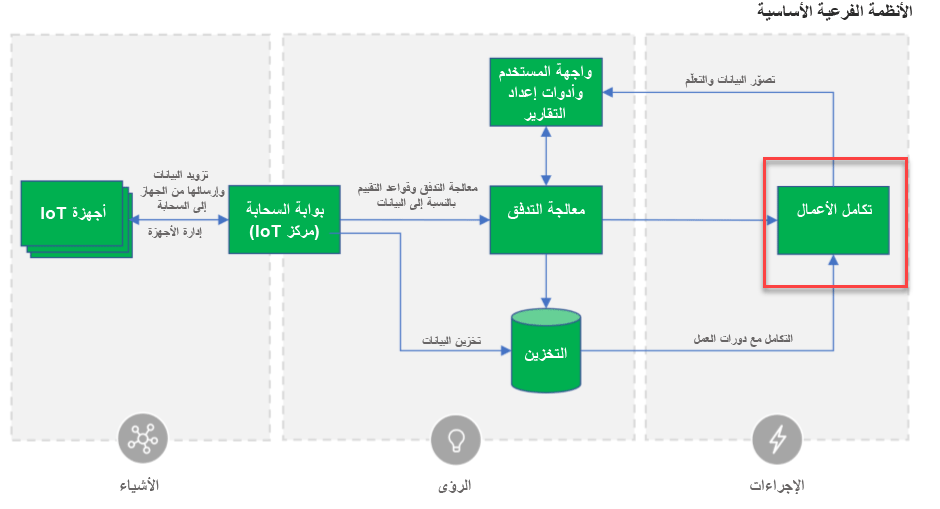 الأنظمة الفرعية الأساسية
واجهة المستخدم
وأدوات إعداد
التقارير
تصوّر البيانات والتعلّم
تزويد البيانات
وإرسالها من الجهاز
إلى السحابة
إدارة الأجهزة
أجهزة IoT
بوابة السحابة
(مركز IoT)
معالجة التدفق وقواعد التقييم
بالنسبة إلى البيانات
معالجة التدفق
تكامل الأعمال
تخزين البيانات
التخزين
التكامل مع دورات العمل
الأشياء
الرؤى
الإجراءات